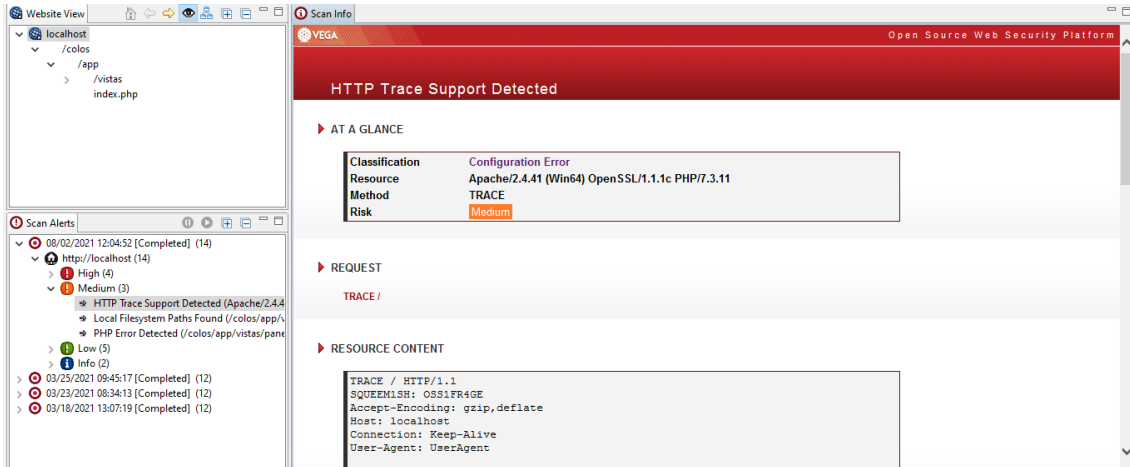 Website View
localhost
/colos
/app
/vistas
index.php
Scan Alerts
08/02/2021 12:04:52 [Completed] (14)
http://localhost (14)
High (4)
Medium (3)
HTTP Trace Support Detected (Apache/2.4.4
Local Filesystem Paths Found (/colos/app/v
PHP Error Detected (/colos/app/vistas/pane
Low (5)
Info (2)
03/25/2021 09:45:17 [Completed] (12)
03/23/2021 08:34:13 [Completed] (12)
03/18/2021 13:07:19 [Completed] (12)
Scan Info
VEGA
Open Source Web Security Platform
HTTP Trace Support Detected
AT A GLANCE
Classification Configuration Error
Resource Apache/2.4.41 (Win64) OpenSSL/1.1.1c PHP/7.3.11
Method TRACE
Risk Medium
REQUEST
TRACE /
RESOURCE CONTENT
TRACE / HTTP/1.1
SQUEEM1SH: OSS1FR4GE
Accept-Encoding: gzip,deflate
Host: localhost
Connection: Keep-Alive
User-Agent: UserAgent